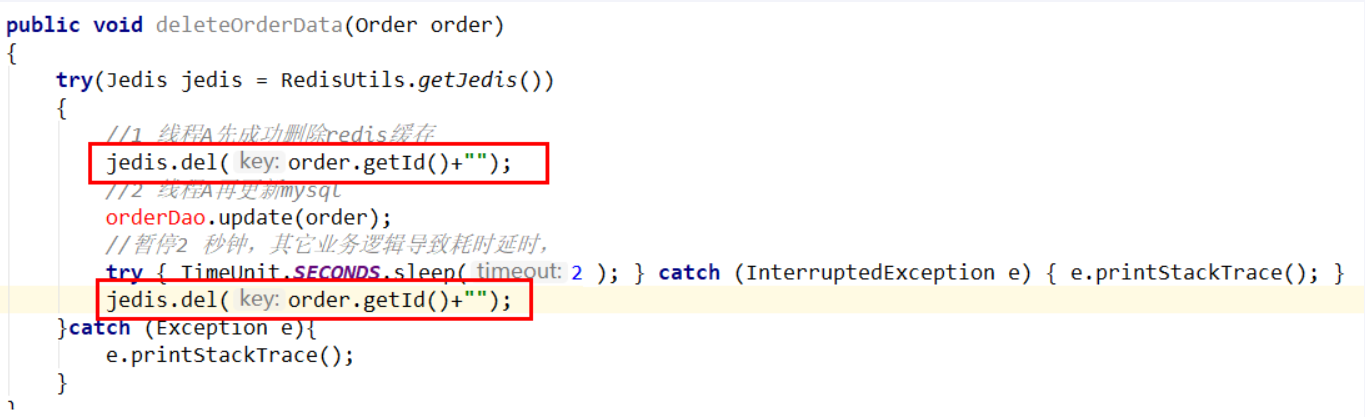 public void deleteOrderData(Order order)
{
try(Jedis jedis = RedisUtils.getJedis())
{
//1 线程A先成功删除redis缓存
jedis.del( key: order.getId()+"");
//2 线程A再更新mysql
orderDao.update(order);
//暂停2 秒钟，其它业务逻辑导致耗时延时，
try { TimeUnit.SECONDS.sleep( timeout: 2 ); } catch (InterruptedException e) { e.printStackTrace(); }
jedis.del( key: order.getId()+"");
}catch (Exception e){
e.printStackTrace();
}
}